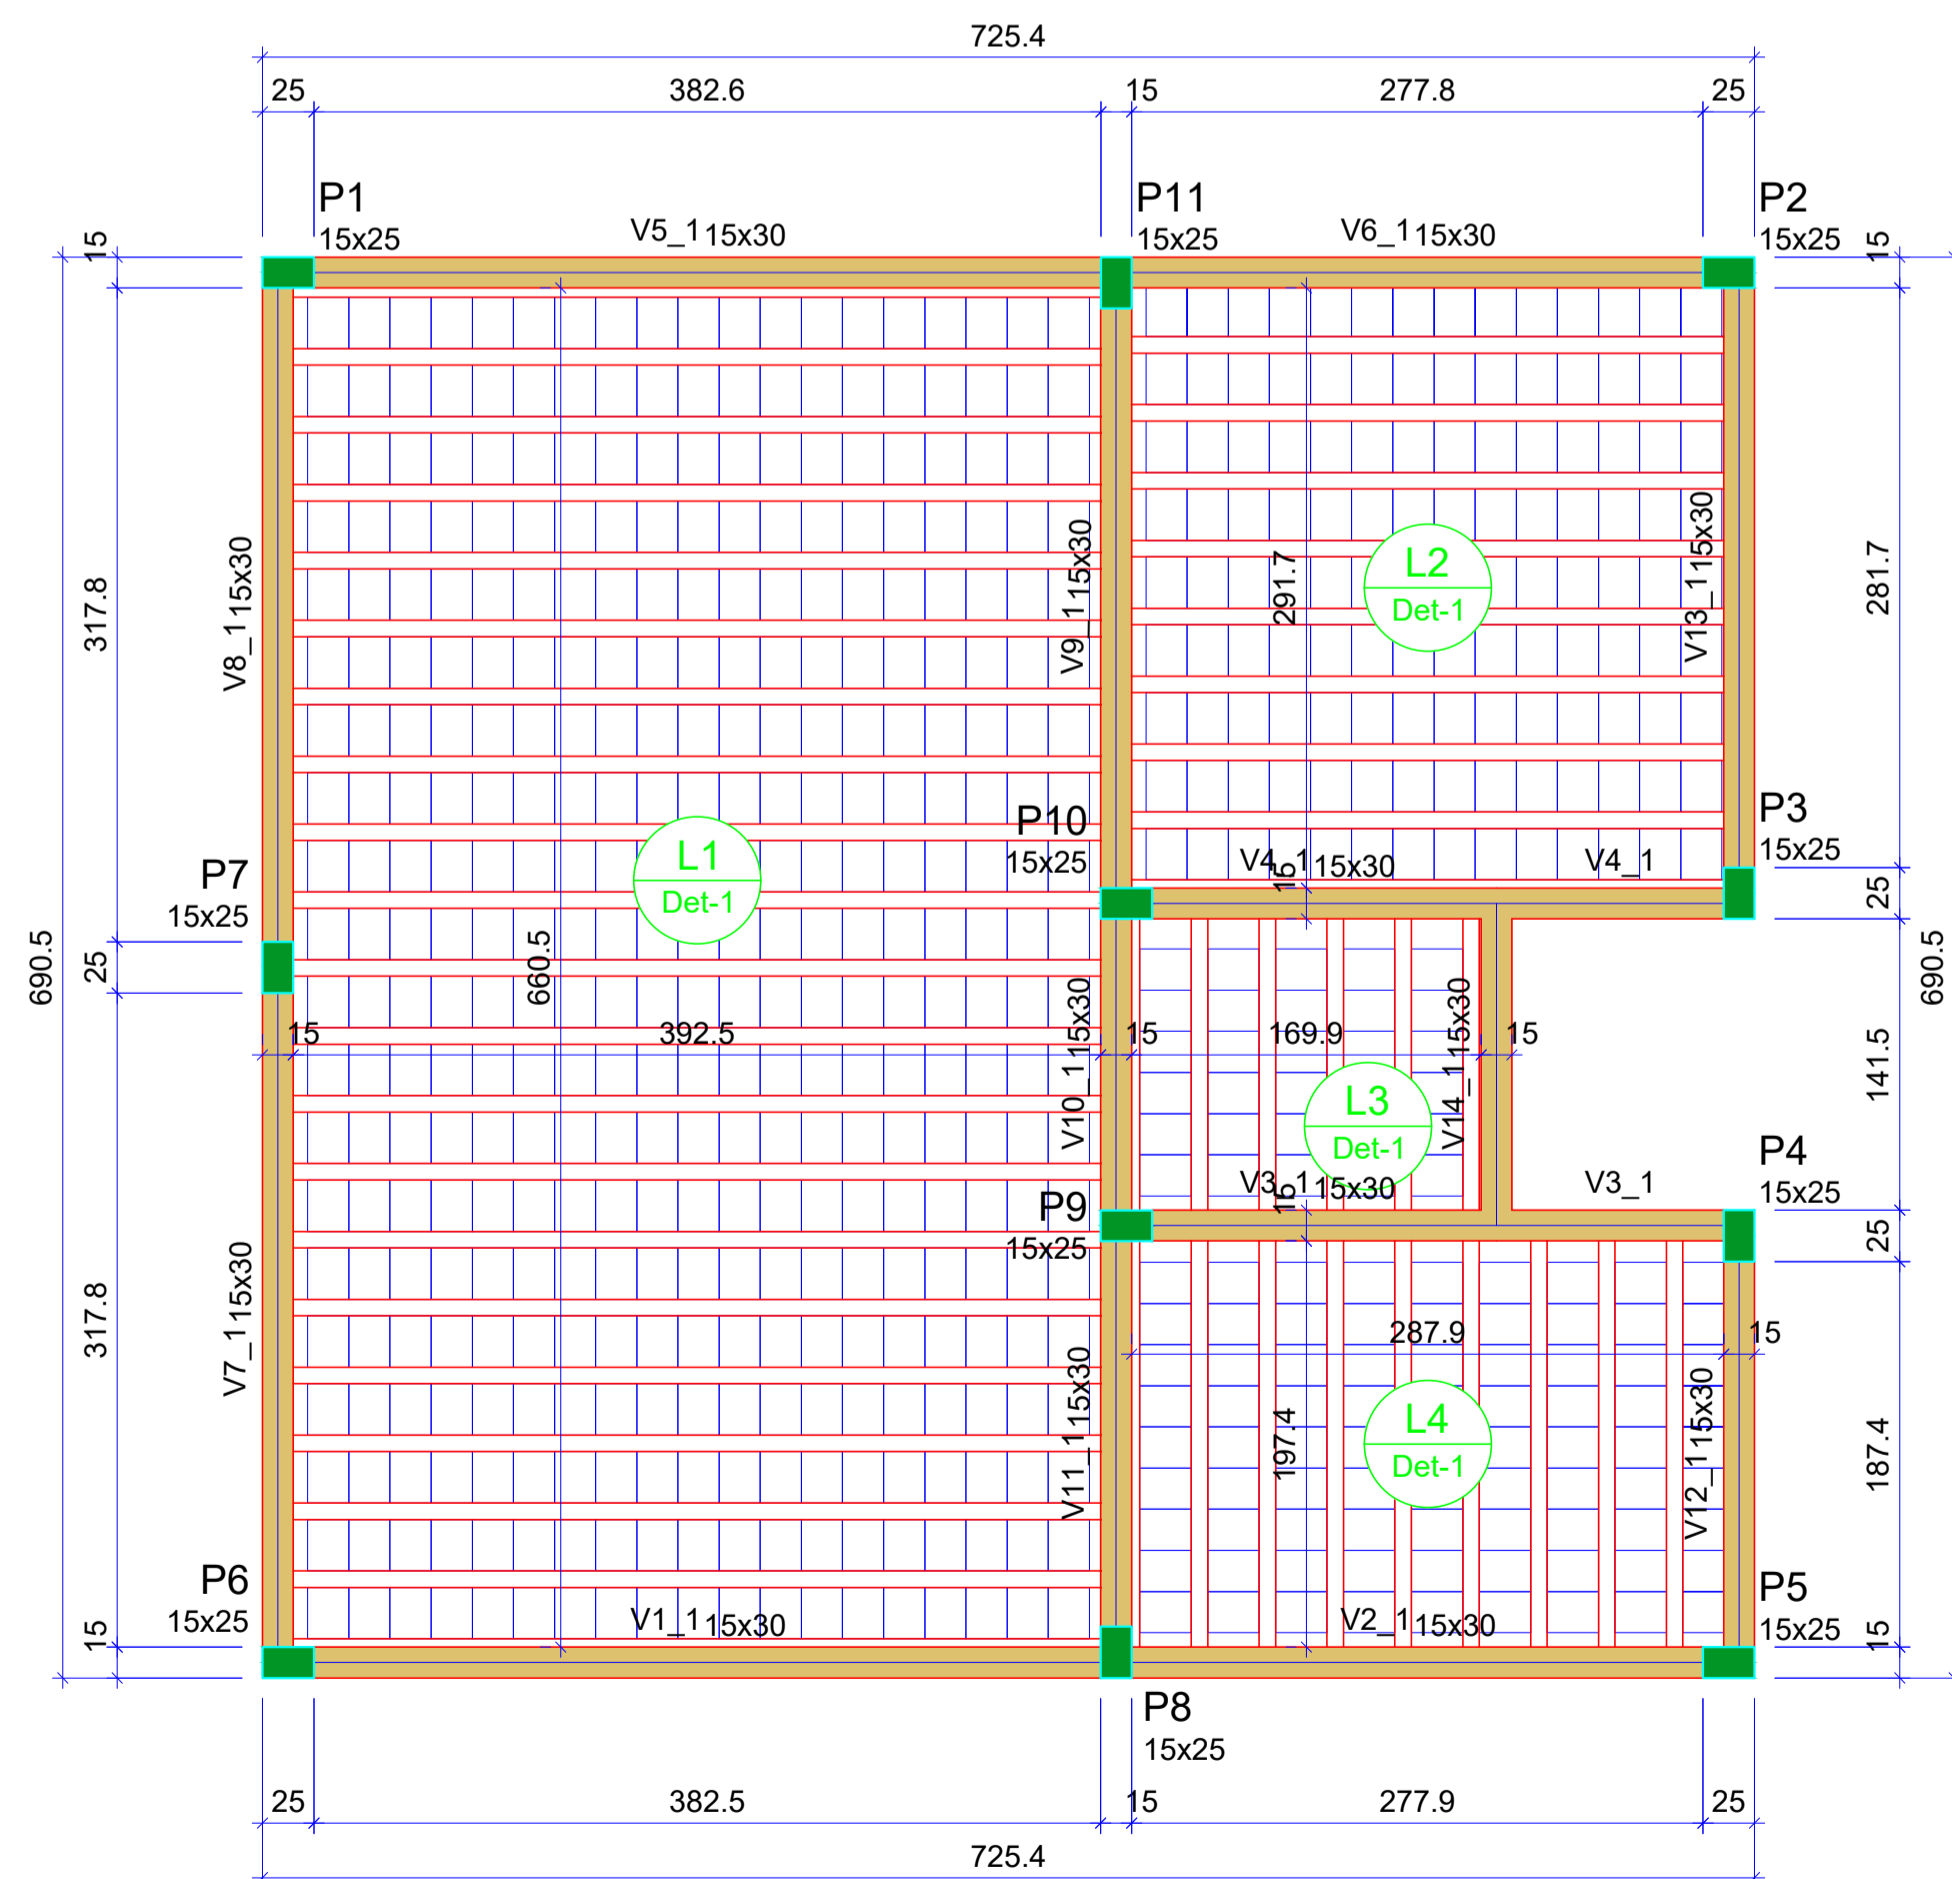 725.4
25 382.6 15 277.8 25
P1 P11 P2
15x25 V5_1 15x30 15x25 V6_1 15x30 15x25
15 15
317.8 V8_1 15x30 V9_1 15x30 291.7 L2 V13_1 15x30 281.7
Det-1
P10 P3
15x25 V4_1 15x30 V4_1 15x25
P7 L1 15 25
15x25 Det-1
690.5 25 660.5 690.5
15 392.5 15 169.9 15
V10_1 15x30 V14_1 15x30 141.5
L3
Det-1
P9 V3_1 15x30 V3_1 P4
15x25 15 15x25
25
317.8 V7_1 15x30 287.9 15
V11_1 15x30 197.4 L4 V12_1 15x30 187.4
Det-1
P6 P5
15x25 V1_1 15x30 V2_1 15x30 15x25
15 15
P8
15x25
25 382.5 15 277.9 25
725.4